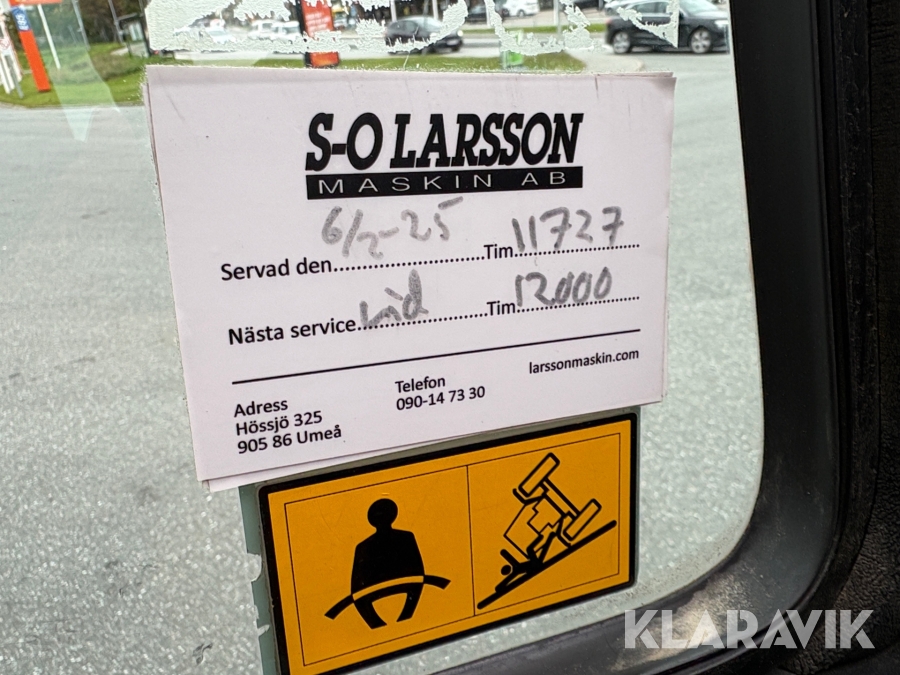 S-O LARSSON
MASKIN AB
Servad den 6/2-25 Tim. 11727
Nästa service vid Tim. 12000
larssonmaskin.com
Adress
Hössjö 325
905 86 Umeå
Telefon
090-14 73 30
KLARAVIK